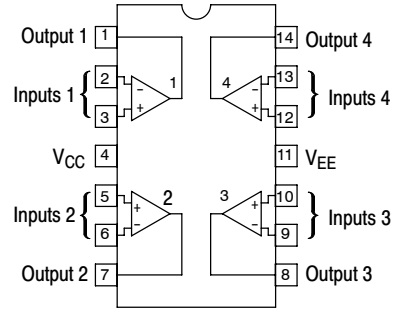 Output 1 1 14 Output 4
2 13
Inputs 1 - + 1 4 - + Inputs 4
3 12
VCC 4 11 VEE
5 10
Inputs 2 + - 2 3 + - Inputs 3
6 9
Output 2 7 8 Output 3